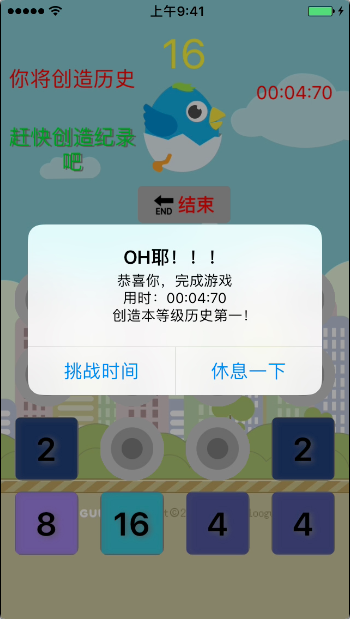 上午9:41
16
你将创造历史
00:04:70
赶快创造纪录
吧
END 结束
OH耶！！！
恭喜你，完成游戏
用时：00:04:70
创造本等级历史第一！
挑战时间 休息一下
2 2
8 16 4 4